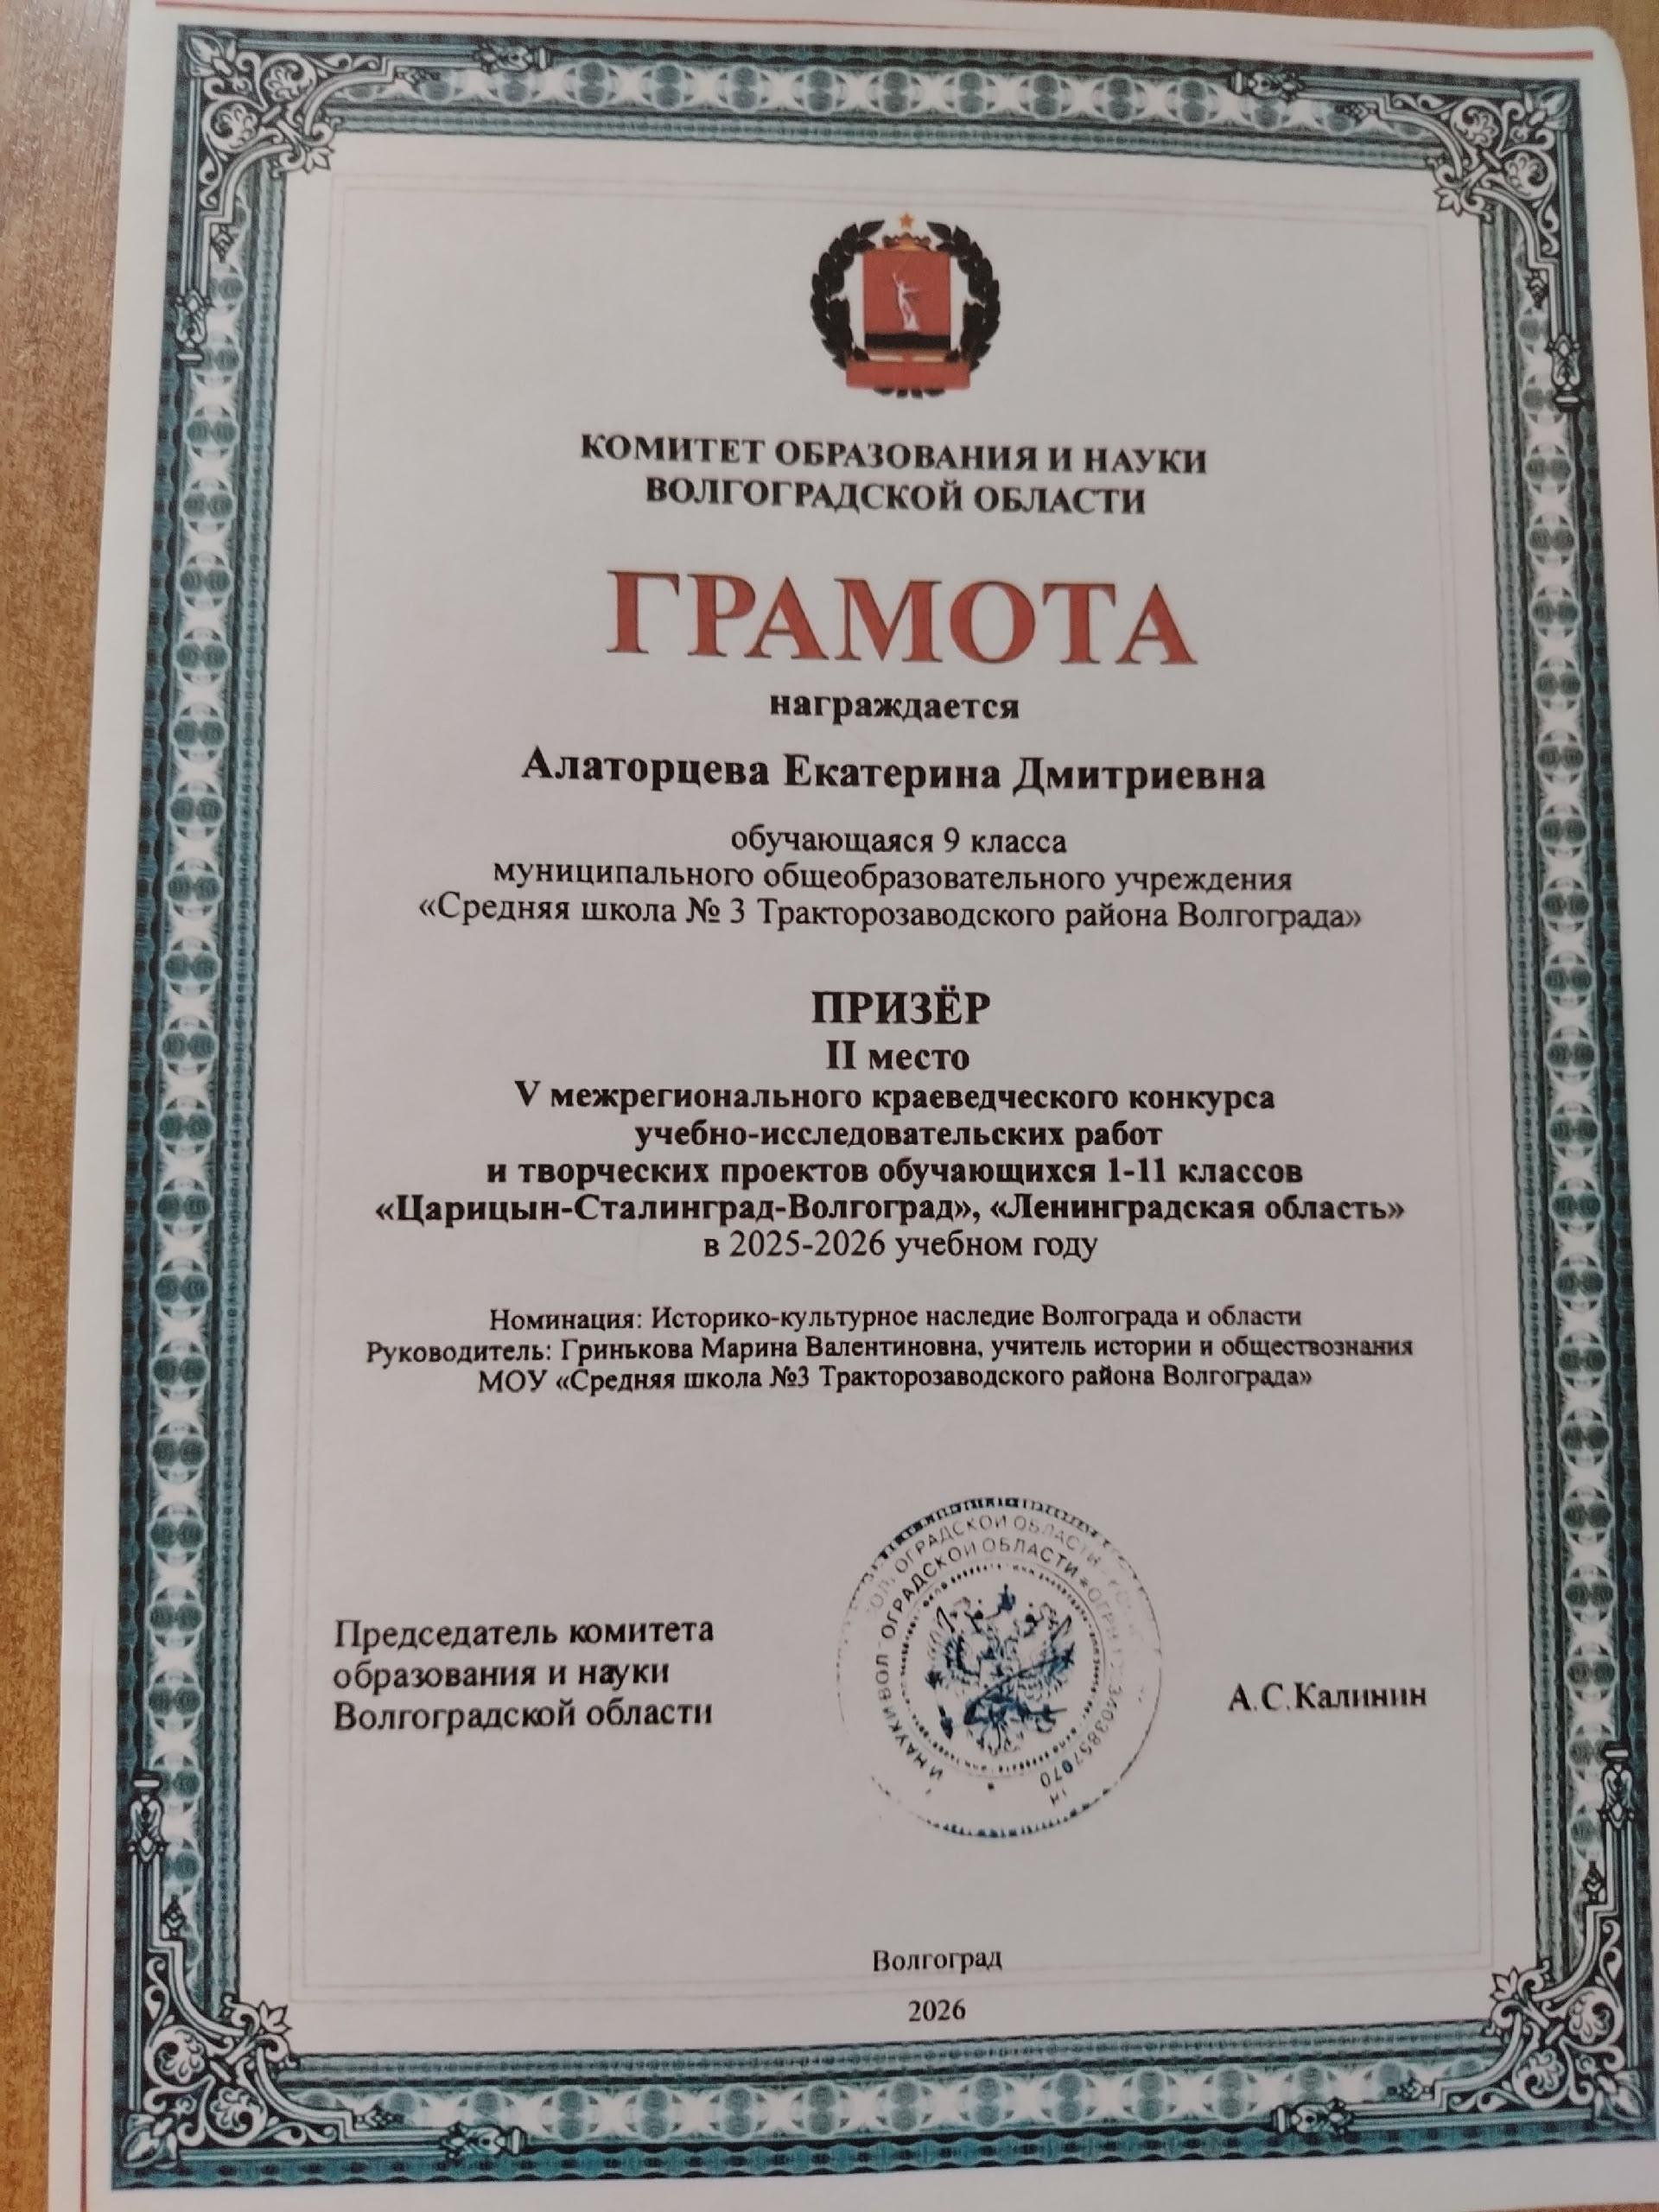 КОМИТЕТ ОБРАЗОВАНИЯ И НАУКИ
ВОЛГОГРАДСКОЙ ОБЛАСТИ
ГРАМОТА
награждается
Алаторцева Екатерина Дмитриевна
обучающаяся 9 класса
муниципального общеобразовательного учреждения
«Средняя школа № 3 Тракторозаводского района Волгограда»
ПРИЗЁР
II место
V межрегионального краеведческого конкурса
учебно-исследовательских работ
и творческих проектов обучающихся 1-11 классов
«Царицын-Сталинград-Волгоград», «Ленинградская область»
в 2025-2026 учебном году
Номинация: Историко-культурное наследие Волгограда и области
Руководитель: Гринькова Марина Валентиновна, учитель истории и обществознания
МОУ «Средняя школа №3 Тракторозаводского района Волгограда»
Председатель комитета
образования и науки
Волгоградской области
А.С.Калинин
Волгоград
2026